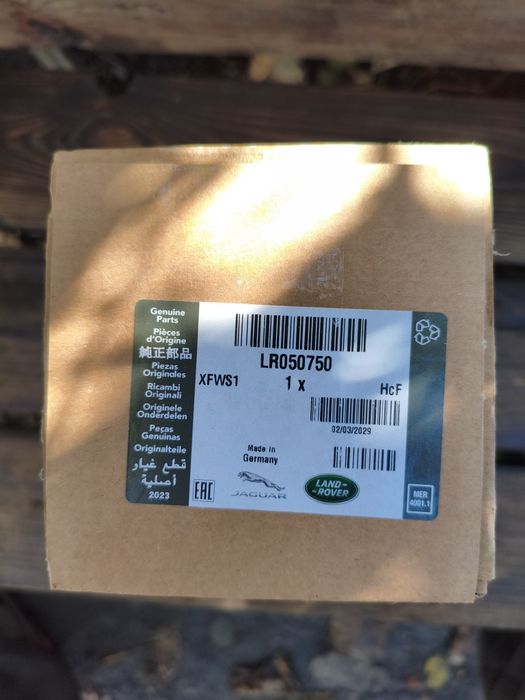 Genuine
Parts
Pièces
d'Origine
純正部品
Piezas
Originales
Ricambi
Originali
Originele
Onderdelen
Peças
Genuinas
Originalteile
قطع غيار
أصلية
2023
LR050750
XFWS1
1 x
HcF
02/03/2029
Made in
Germany
EAC
JAGUAR
LAND-
-ROVER
MER
4001.1